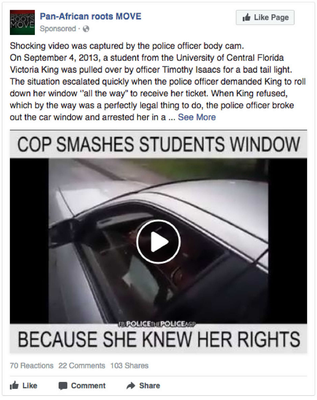 Pan-African roots MOVE
Like Page
Sponsored ·
Shocking video was captured by the police officer body cam.
On September 4, 2013, a student from the University of Central Florida
Victoria King was pulled over by officer Timothy Isaacs for a bad tail light.
The situation escalated quickly when the police officer demanded King to roll
down her window "all the way" to receive her ticket. When King refused,
which by the way was a perfectly legal thing to do, the police officer broke
out the car window and arrested her in a ... See More
COP SMASHES STUDENTS WINDOW
POLICE THE POLICE
BECAUSE SHE KNEW HER RIGHTS
70 Reactions 22 Comments 103 Shares
Like Comment Share